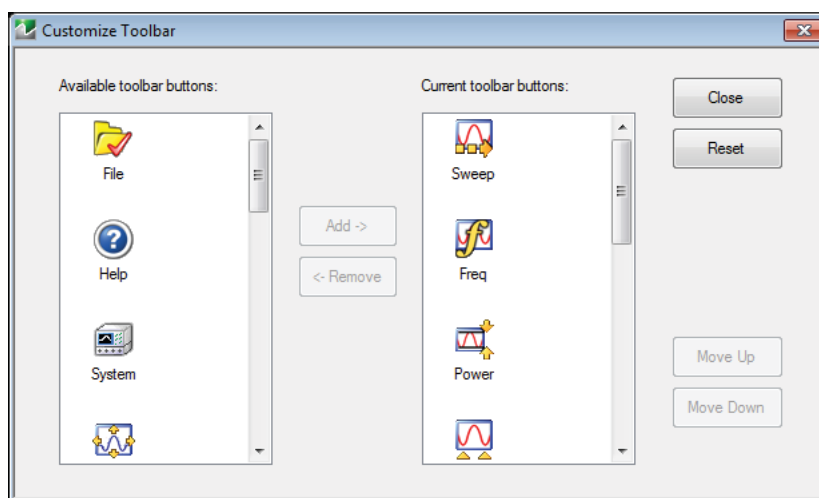 Customize Toolbar
Available toolbar buttons:
File
Help
System
Add ->
<- Remove
Current toolbar buttons:
Sweep
Freq
Power
Close
Reset
Move Up
Move Down